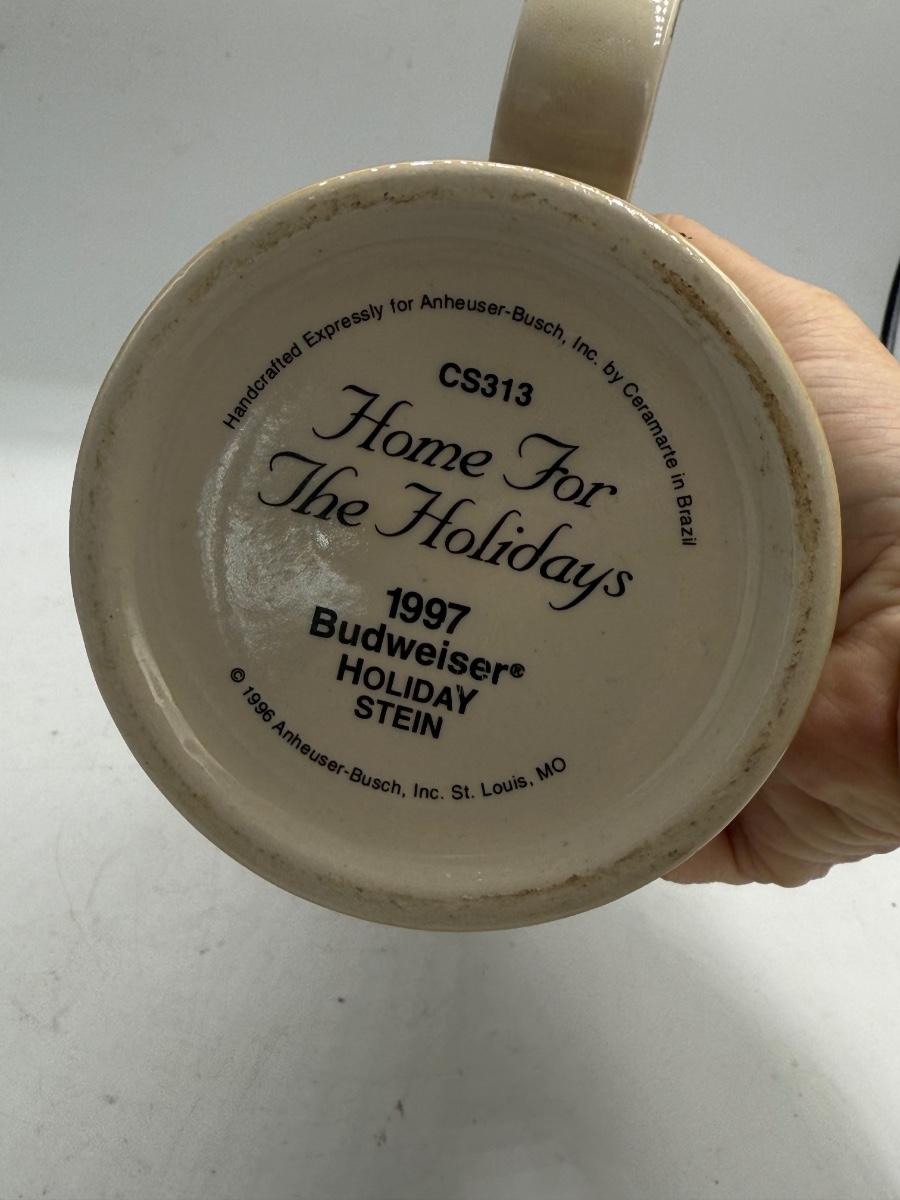 Handcrafted Expressly for Anheuser-Busch, Inc. by Ceramarte in Brazil
CS313
Home For
The Holidays
1997
Budweiser®
HOLIDAY
STEIN
© 1996 Anheuser-Busch, Inc. St. Louis, MO